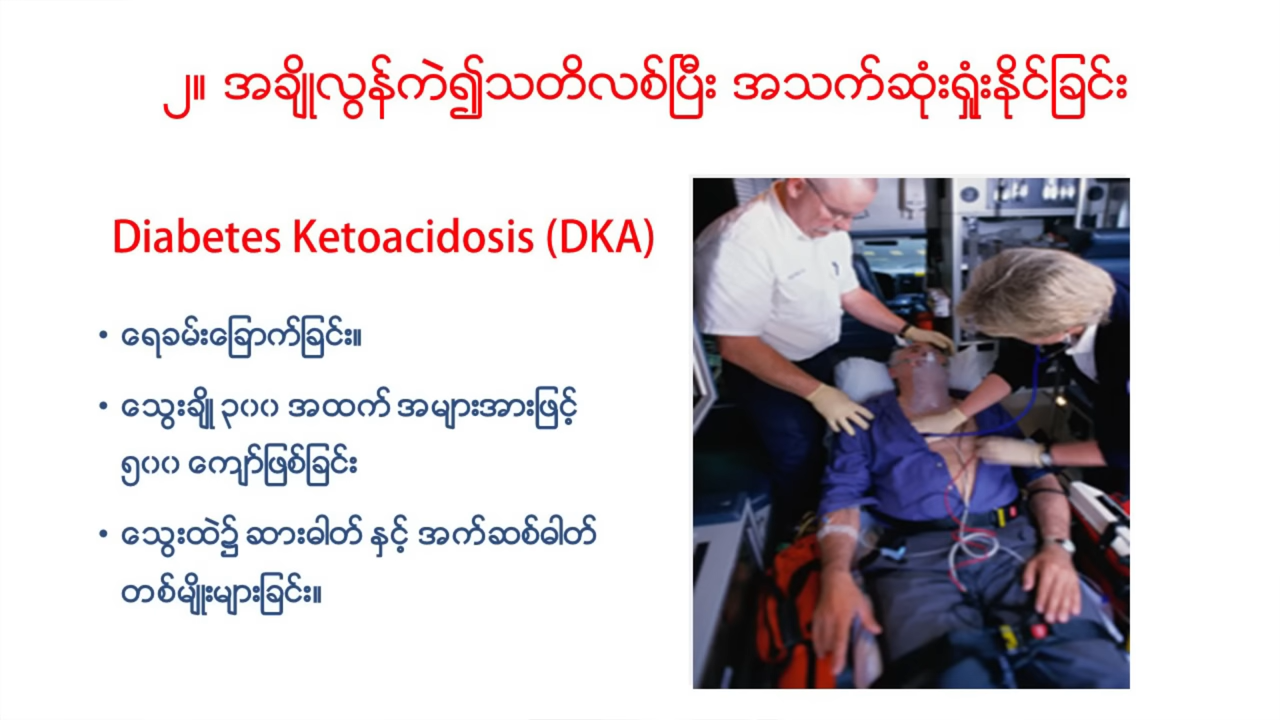 ၂။ အချိုလွန်ကဲ၍သတိလစ်ပြီး အသက်ဆုံးရှုံးနိုင်ခြင်း
Diabetes Ketoacidosis (DKA)
• ရေခမ်းခြောက်ခြင်း။
• သွေးချို ၃၀၀ အထက် အများအားဖြင့်
၅၀၀ ကျော်ဖြစ်ခြင်း
• သွေးထဲ၌ ဆားဓါတ် နှင့် အက်ဆစ်ဓါတ်
တစ်မျိုးများခြင်း။